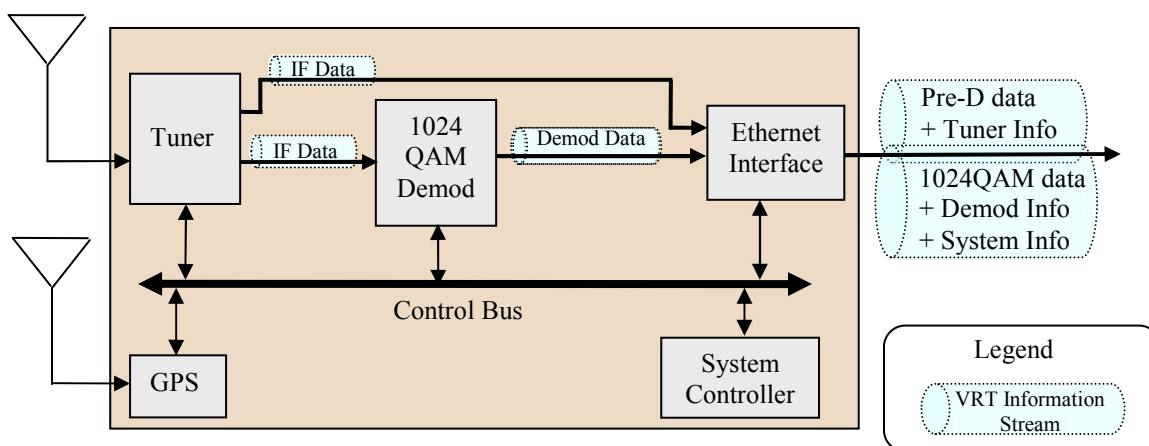 IF Data
Tuner
IF Data
1024
QAM
Demod
Demod Data
Ethernet
Interface
Pre-D data
+ Tuner Info
1024QAM data
+ Demod Info
+ System Info
Control Bus
GPS
System
Controller
Legend
VRT Information
Stream